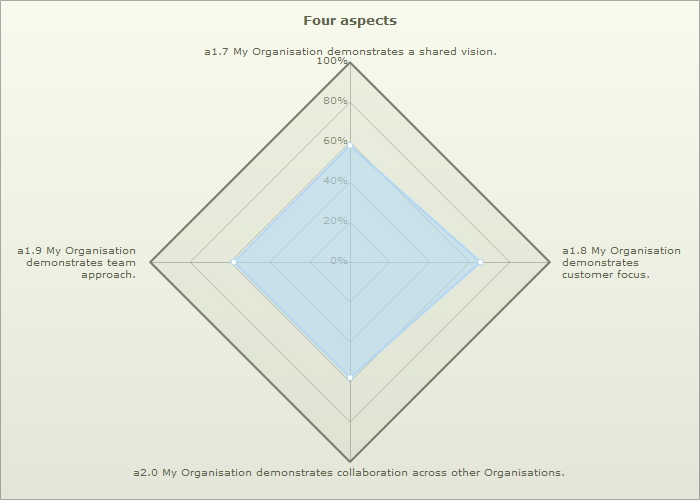 Four aspects
a1.7 My Organisation demonstrates a shared vision.
100%
80%
60%
40%
20%
0%
a1.9 My Organisation
demonstrates team
approach.
a1.8 My Organisation
demonstrates
customer focus.
a2.0 My Organisation demonstrates collaboration across other Organisations.